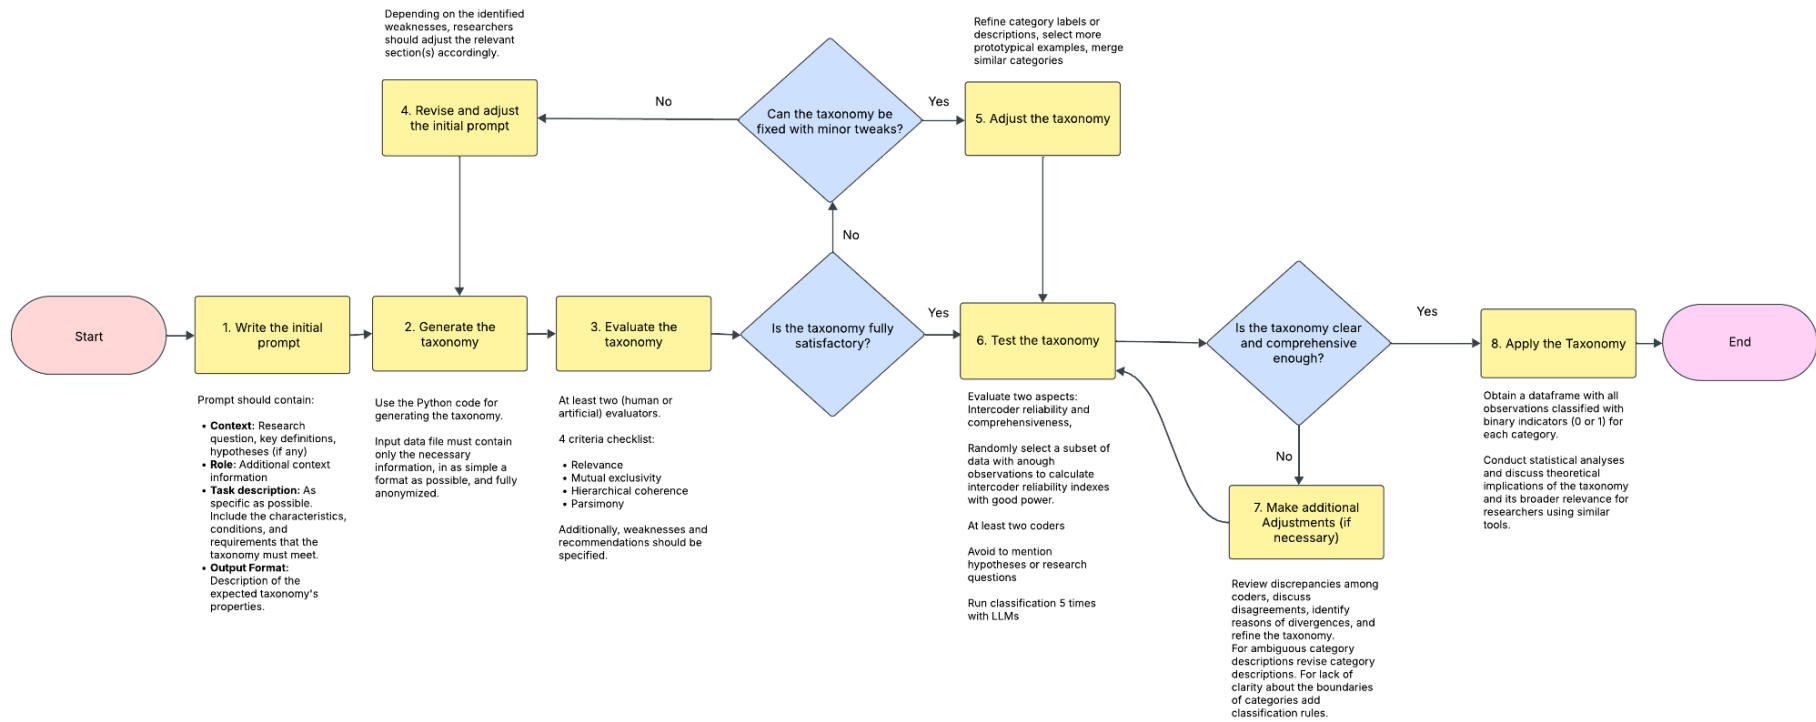 Depending on the identified
weaknesses, researchers
should adjust the relevant
section(s) accordingly.
Refine category labels or
descriptions, select more
prototypical examples, merge
similar categories
4. Revise and adjust
the initial prompt
No
Can the taxonomy be
fixed with minor tweaks?
Yes
5. Adjust the taxonomy
No
Start
1. Write the initial
prompt
2. Generate the
taxonomy
3. Evaluate the
taxonomy
Is the taxonomy fully
satisfactory?
Yes
6. Test the taxonomy
Is the taxonomy clear
and comprehensive
enough?
Yes
8. Apply the Taxonomy
End
Prompt should contain:
• Context: Research
question, key definitions,
hypotheses (if any)
• Role: Additional context
information
• Task description: As
specific as possible.
Include the characteristics,
conditions, and
requirements that the
taxonomy must meet.
• Output Format:
Description of the
expected taxonomy's
properties.
Use the Python code for
generating the taxonomy.
Input data file must contain
only the necessary
information, in as simple a
format as possible, and fully
anonymized.
At least two (human or
artificial) evaluators.
4 criteria checklist:
• Relevance
• Mutual exclusivity
• Hierarchical coherence
• Parsimony
Additionally, weaknesses and
recommendations should be
specified.
Evaluate two aspects:
Intercoder reliability and
comprehensiveness,
Randomly select a subset of
data with anough
observations to calculate
intercoder reliability indexes
with good power.
At least two coders
Avoid to mention
hypotheses or research
questions
Run classification 5 times
with LLMs
No
7. Make additional
Adjustments (if
necessary)
Review discrepancies among
coders, discuss
disagreements, identify
reasons of divergences, and
refine the taxonomy.
For ambiguous category
descriptions revise category
descriptions. For lack of
clarity about the boundaries
of categories add
classification rules.
Obtain a dataframe with all
observations classified with
binary indicators (0 or 1) for
each category.
Conduct statistical analyses
and discuss theoretical
implications of the taxonomy
and its broader relevance for
researchers using similar
tools.